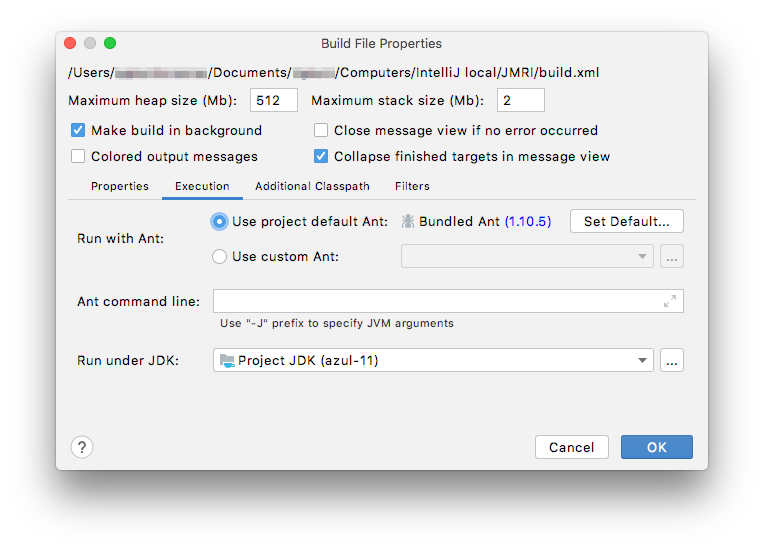 Build File Properties
/Users/ /Documents/ /Computers/IntelliJ local/JMRI/build.xml
Maximum heap size (Mb): 512 Maximum stack size (Mb): 2
Make build in background Close message view if no error occurred
Colored output messages Collapse finished targets in message view
Properties Execution Additional Classpath Filters
Run with Ant: Use project default Ant: Bundled Ant (1.10.5) Set Default...
Use custom Ant: ...
Ant command line:
Use "-J" prefix to specify JVM arguments
Run under JDK: Project JDK (azul-11) ...
? Cancel OK